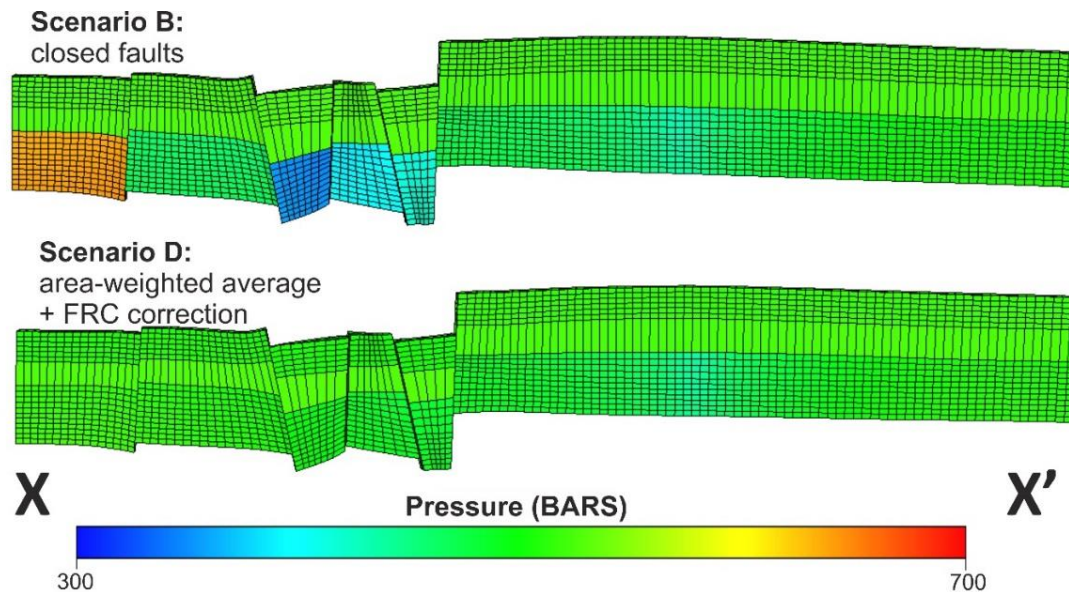 Scenario B:
closed faults
Scenario D:
area-weighted average
+ FRC correction
X
X’
Pressure (BARS)
300
700